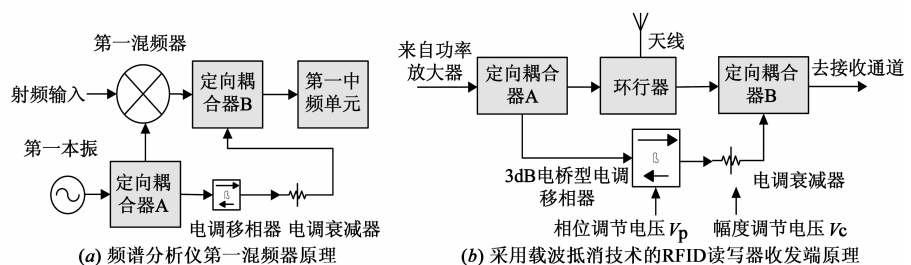 第一混频器
射频输入
定向耦
合器B
第一中
频单元
第一本振
定向耦
合器A
电调移相器
电调衰减器
(a) 频谱分析仪第一混频器原理
来自功率
放大器
定向耦合
器A
天线
环行器
定向耦合
器B
去接收通道
3dB电桥型电调
移相器
电调衰减器
相位调节电压Vp
幅度调节电压Vc
(b) 采用载波抵消技术的RFID读写器收发端原理